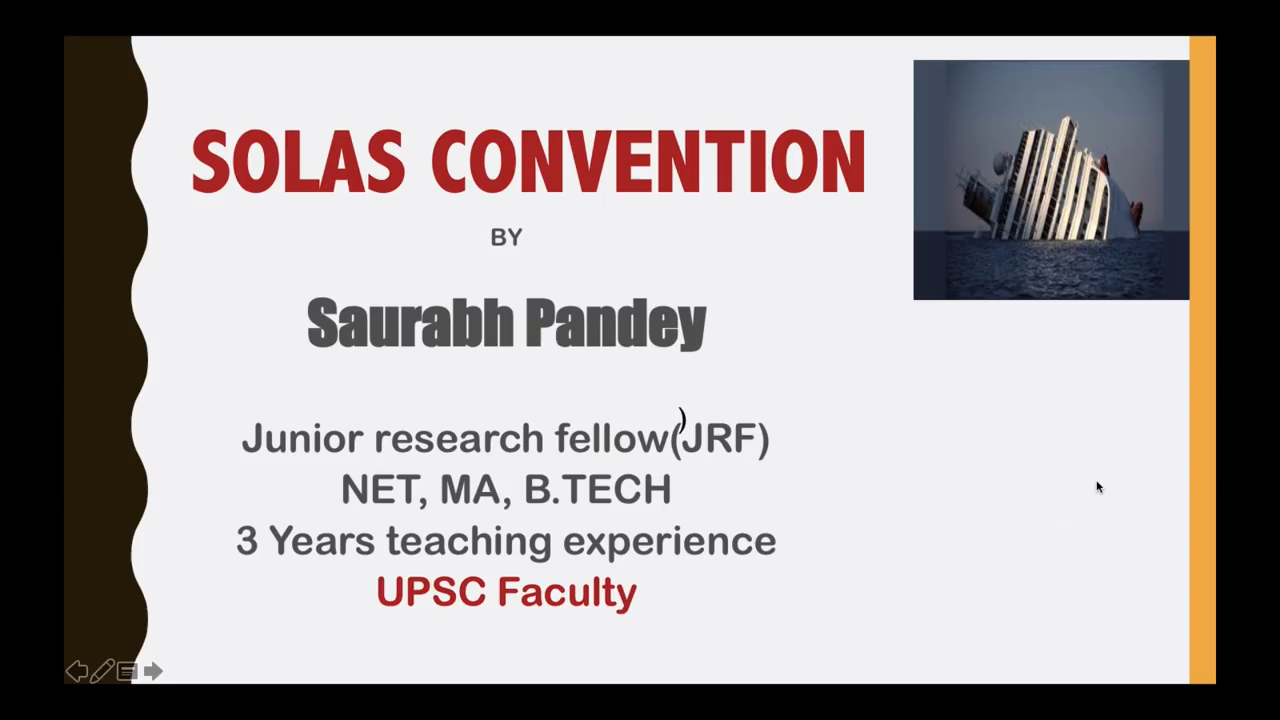 SOLAS CONVENTION
BY
Saurabh Pandey
)
Junior research fellow(JRF)
NET, MA, B.TECH
3 Years teaching experience
UPSC Faculty